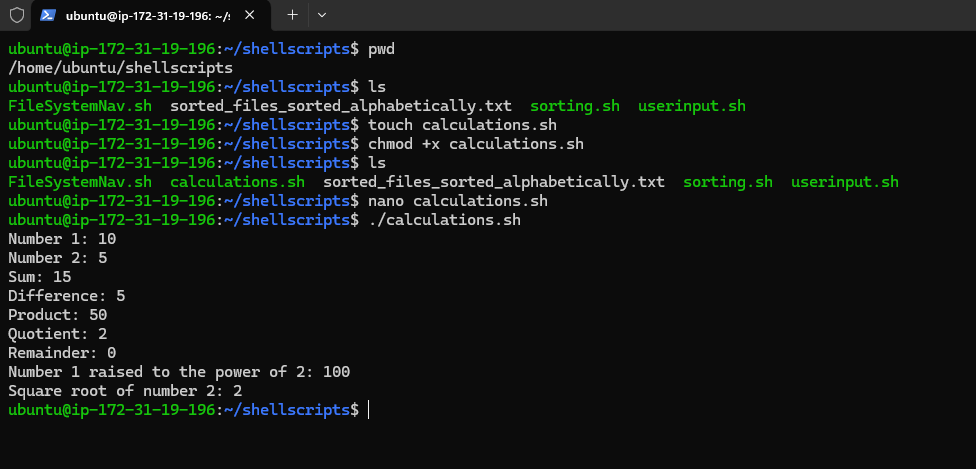 ubuntu@ip-172-31-19-196: ~/s
ubuntu@ip-172-31-19-196:~/shellscripts$ pwd
/home/ubuntu/shellscripts
ubuntu@ip-172-31-19-196:~/shellscripts$ ls
FileSystemNav.sh  sorted_files_sorted_alphabetically.txt  sorting.sh  userinput.sh
ubuntu@ip-172-31-19-196:~/shellscripts$ touch calculations.sh
ubuntu@ip-172-31-19-196:~/shellscripts$ chmod +x calculations.sh
ubuntu@ip-172-31-19-196:~/shellscripts$ ls
FileSystemNav.sh  calculations.sh  sorted_files_sorted_alphabetically.txt  sorting.sh  userinput.sh
ubuntu@ip-172-31-19-196:~/shellscripts$ nano calculations.sh
ubuntu@ip-172-31-19-196:~/shellscripts$ ./calculations.sh
Number 1: 10
Number 2: 5
Sum: 15
Difference: 5
Product: 50
Quotient: 2
Remainder: 0
Number 1 raised to the power of 2: 100
Square root of number 2: 2
ubuntu@ip-172-31-19-196:~/shellscripts$